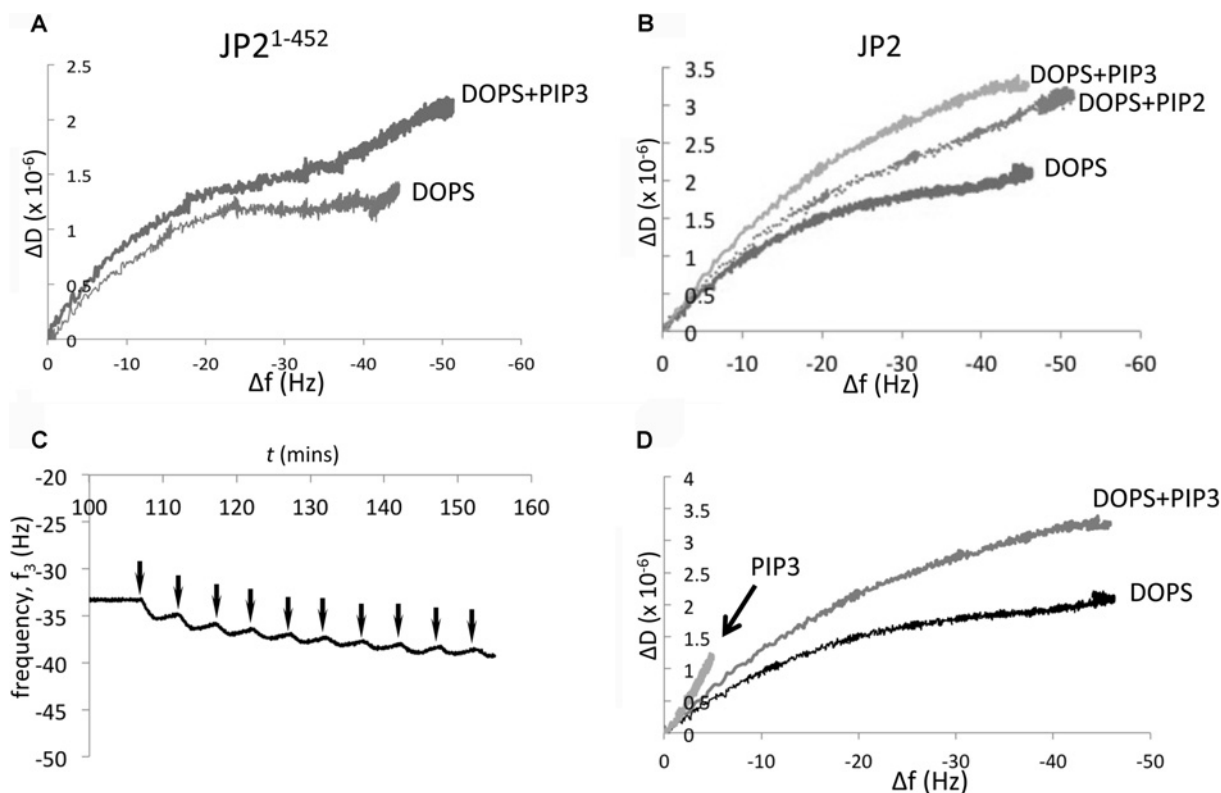 A
JP2¹⁻⁴⁵²
2.5
2
1.5
1
0.5
0
ΔD (x 10⁻⁶)
DOPS+PIP3
DOPS
0 -10 -20 -30 -40 -50 -60
Δf (Hz)
B
JP2
3.5
3
2.5
2
1.5
1
0.5
0
ΔD (x 10⁻⁶)
DOPS+PIP3
DOPS+PIP2
DOPS
0 -10 -20 -30 -40 -50 -60
Δf (Hz)
C
t (mins)
100 110 120 130 140 150 160
-20
-25
-30
-35
-40
-45
-50
frequency, f₃ (Hz)
D
4
3.5
3
2.5
2
1.5
1
0.5
0
ΔD (x 10⁻⁶)
PIP3
DOPS+PIP3
DOPS
0 -10 -20 -30 -40 -50
Δf (Hz)